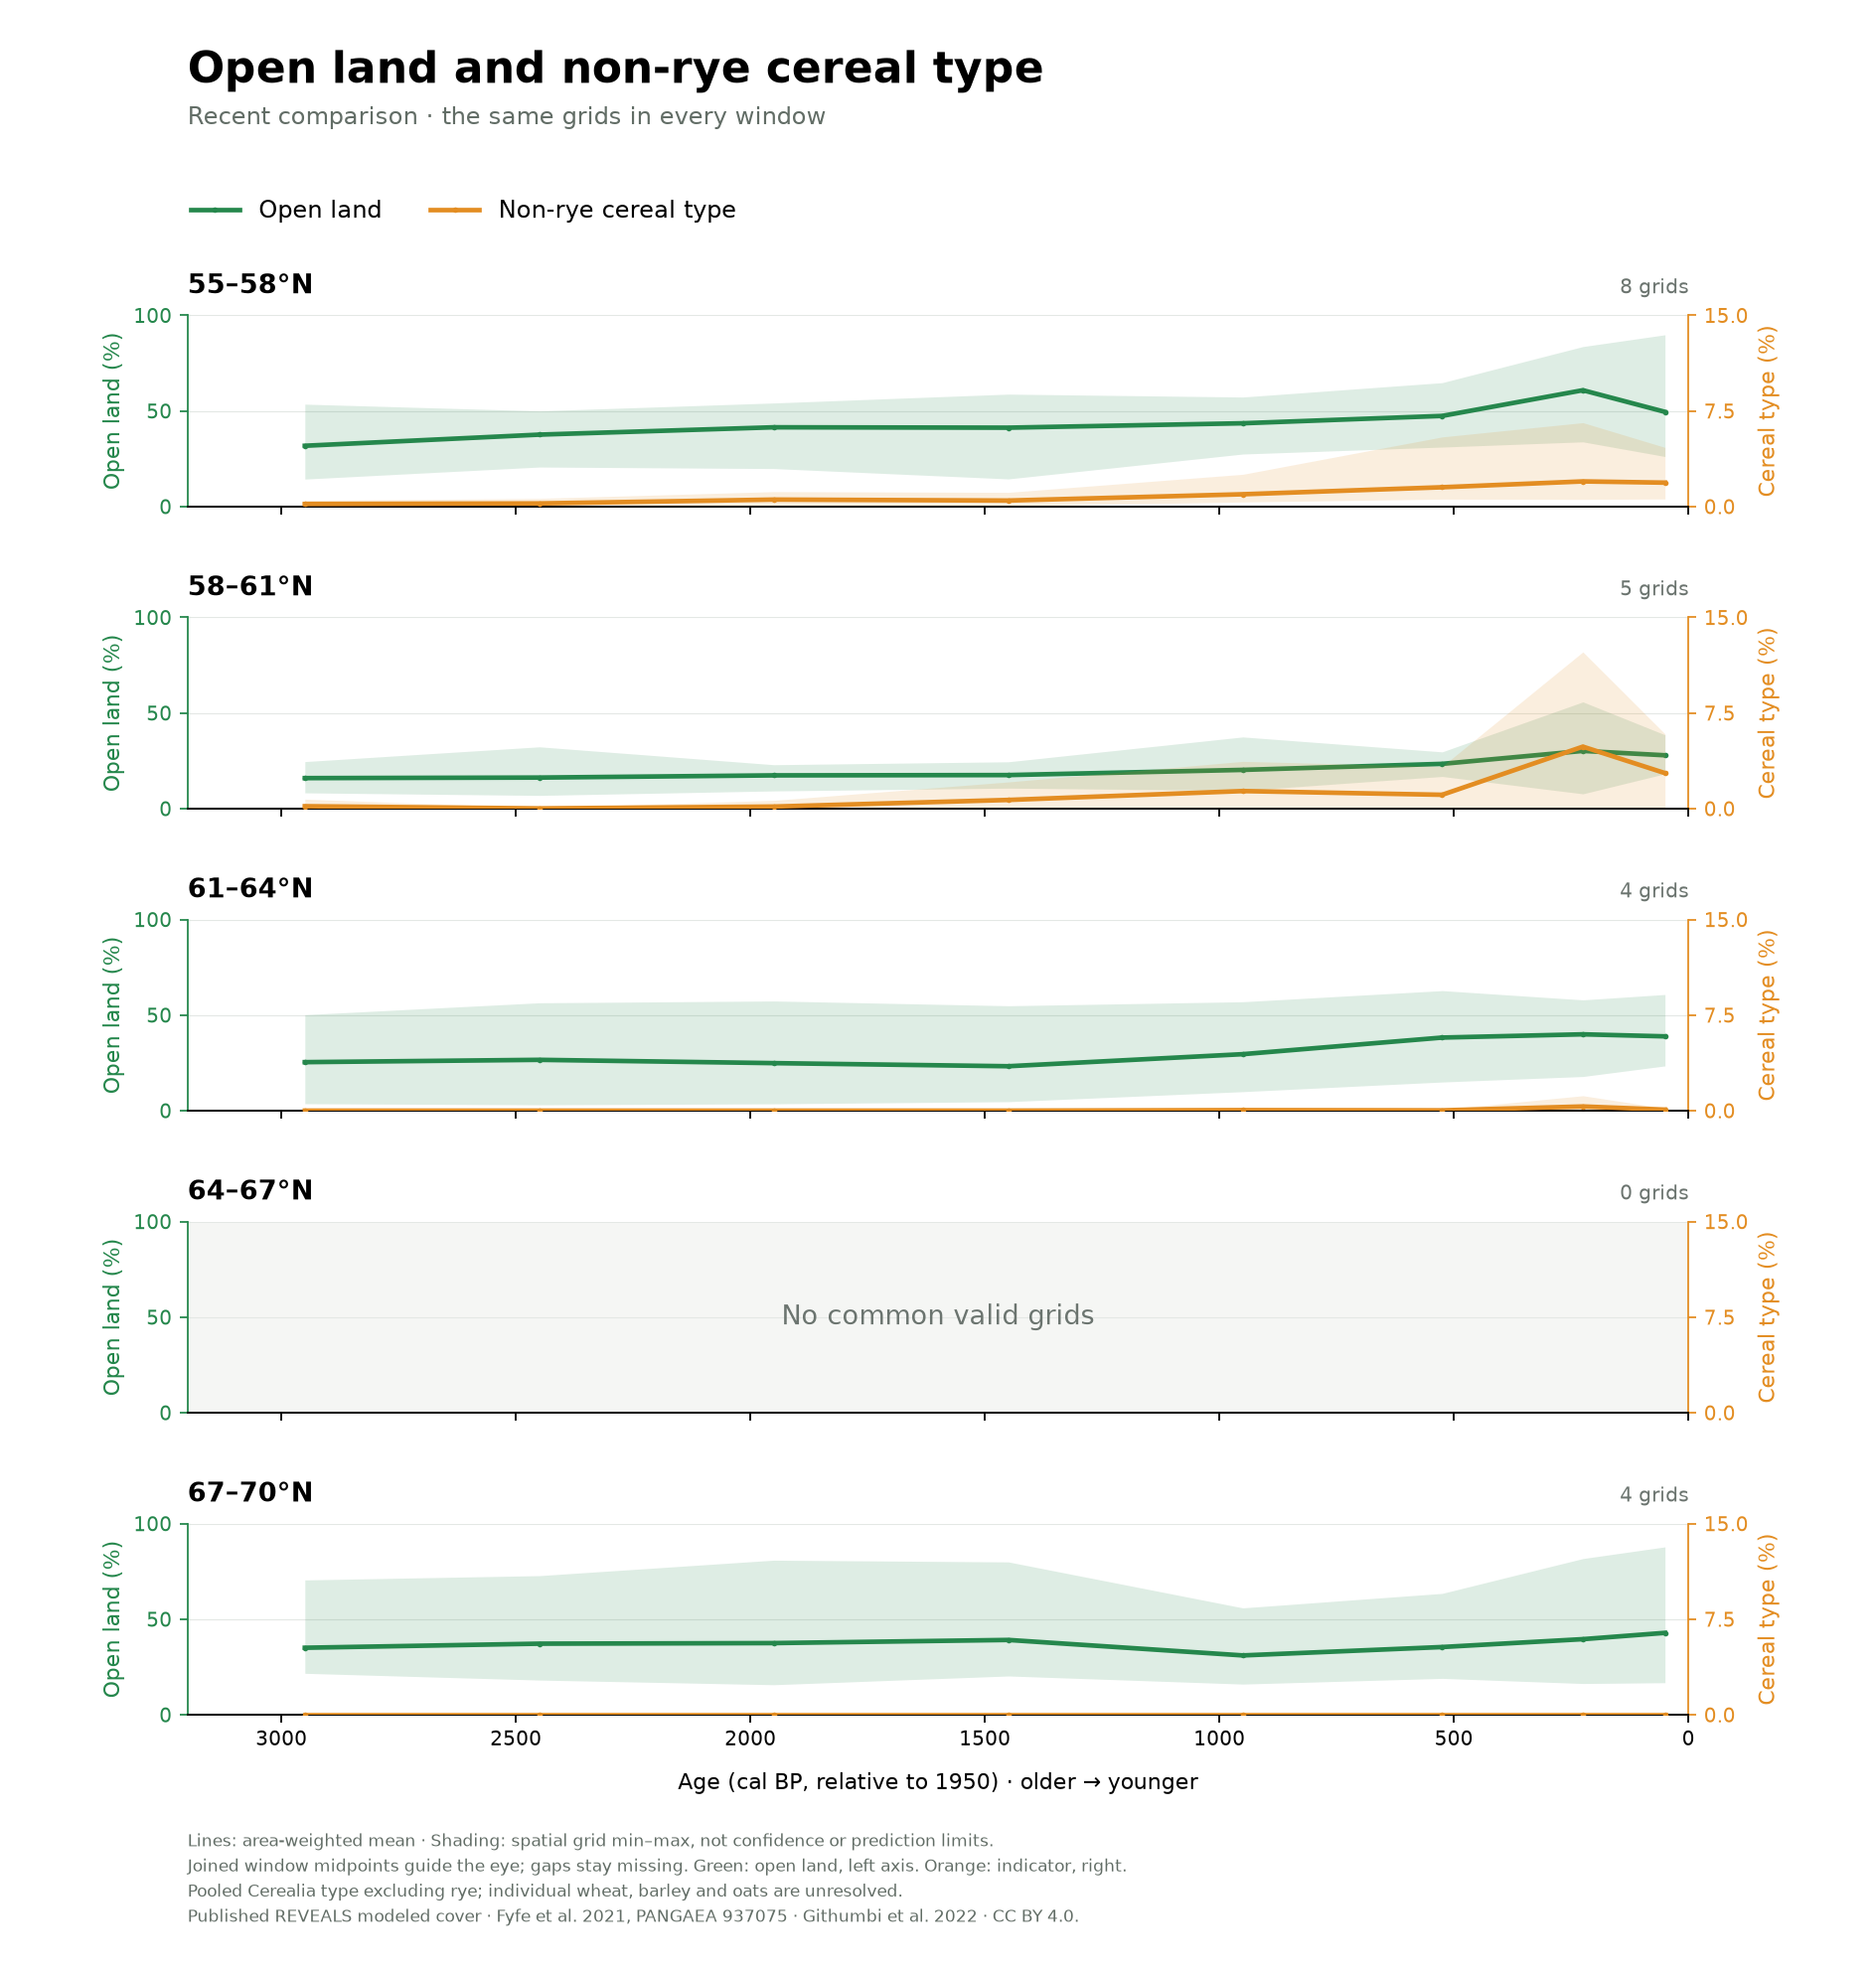 Open land and non-rye cereal type
Recent comparison · the same grids in every window
Open land
Non-rye cereal type
55–58°N
8 grids
100
50
0
Open land (%)
15.0
7.5
0.0
Cereal type (%)
58–61°N
5 grids
100
50
0
Open land (%)
15.0
7.5
0.0
Cereal type (%)
61–64°N
4 grids
100
50
0
Open land (%)
15.0
7.5
0.0
Cereal type (%)
64–67°N
0 grids
100
50
0
Open land (%)
No common valid grids
15.0
7.5
0.0
Cereal type (%)
67–70°N
4 grids
100
50
0
Open land (%)
15.0
7.5
0.0
Cereal type (%)
3000 2500 2000 1500 1000 500 0
Age (cal BP, relative to 1950) · older → younger
Lines: area-weighted mean · Shading: spatial grid min–max, not confidence or prediction limits.
Joined window midpoints guide the eye; gaps stay missing. Green: open land, left axis. Orange: indicator, right.
Pooled Cerealia type excluding rye; individual wheat, barley and oats are unresolved.
Published REVEALS modeled cover · Fyfe et al. 2021, PANGAEA 937075 · Githumbi et al. 2022 · CC BY 4.0.